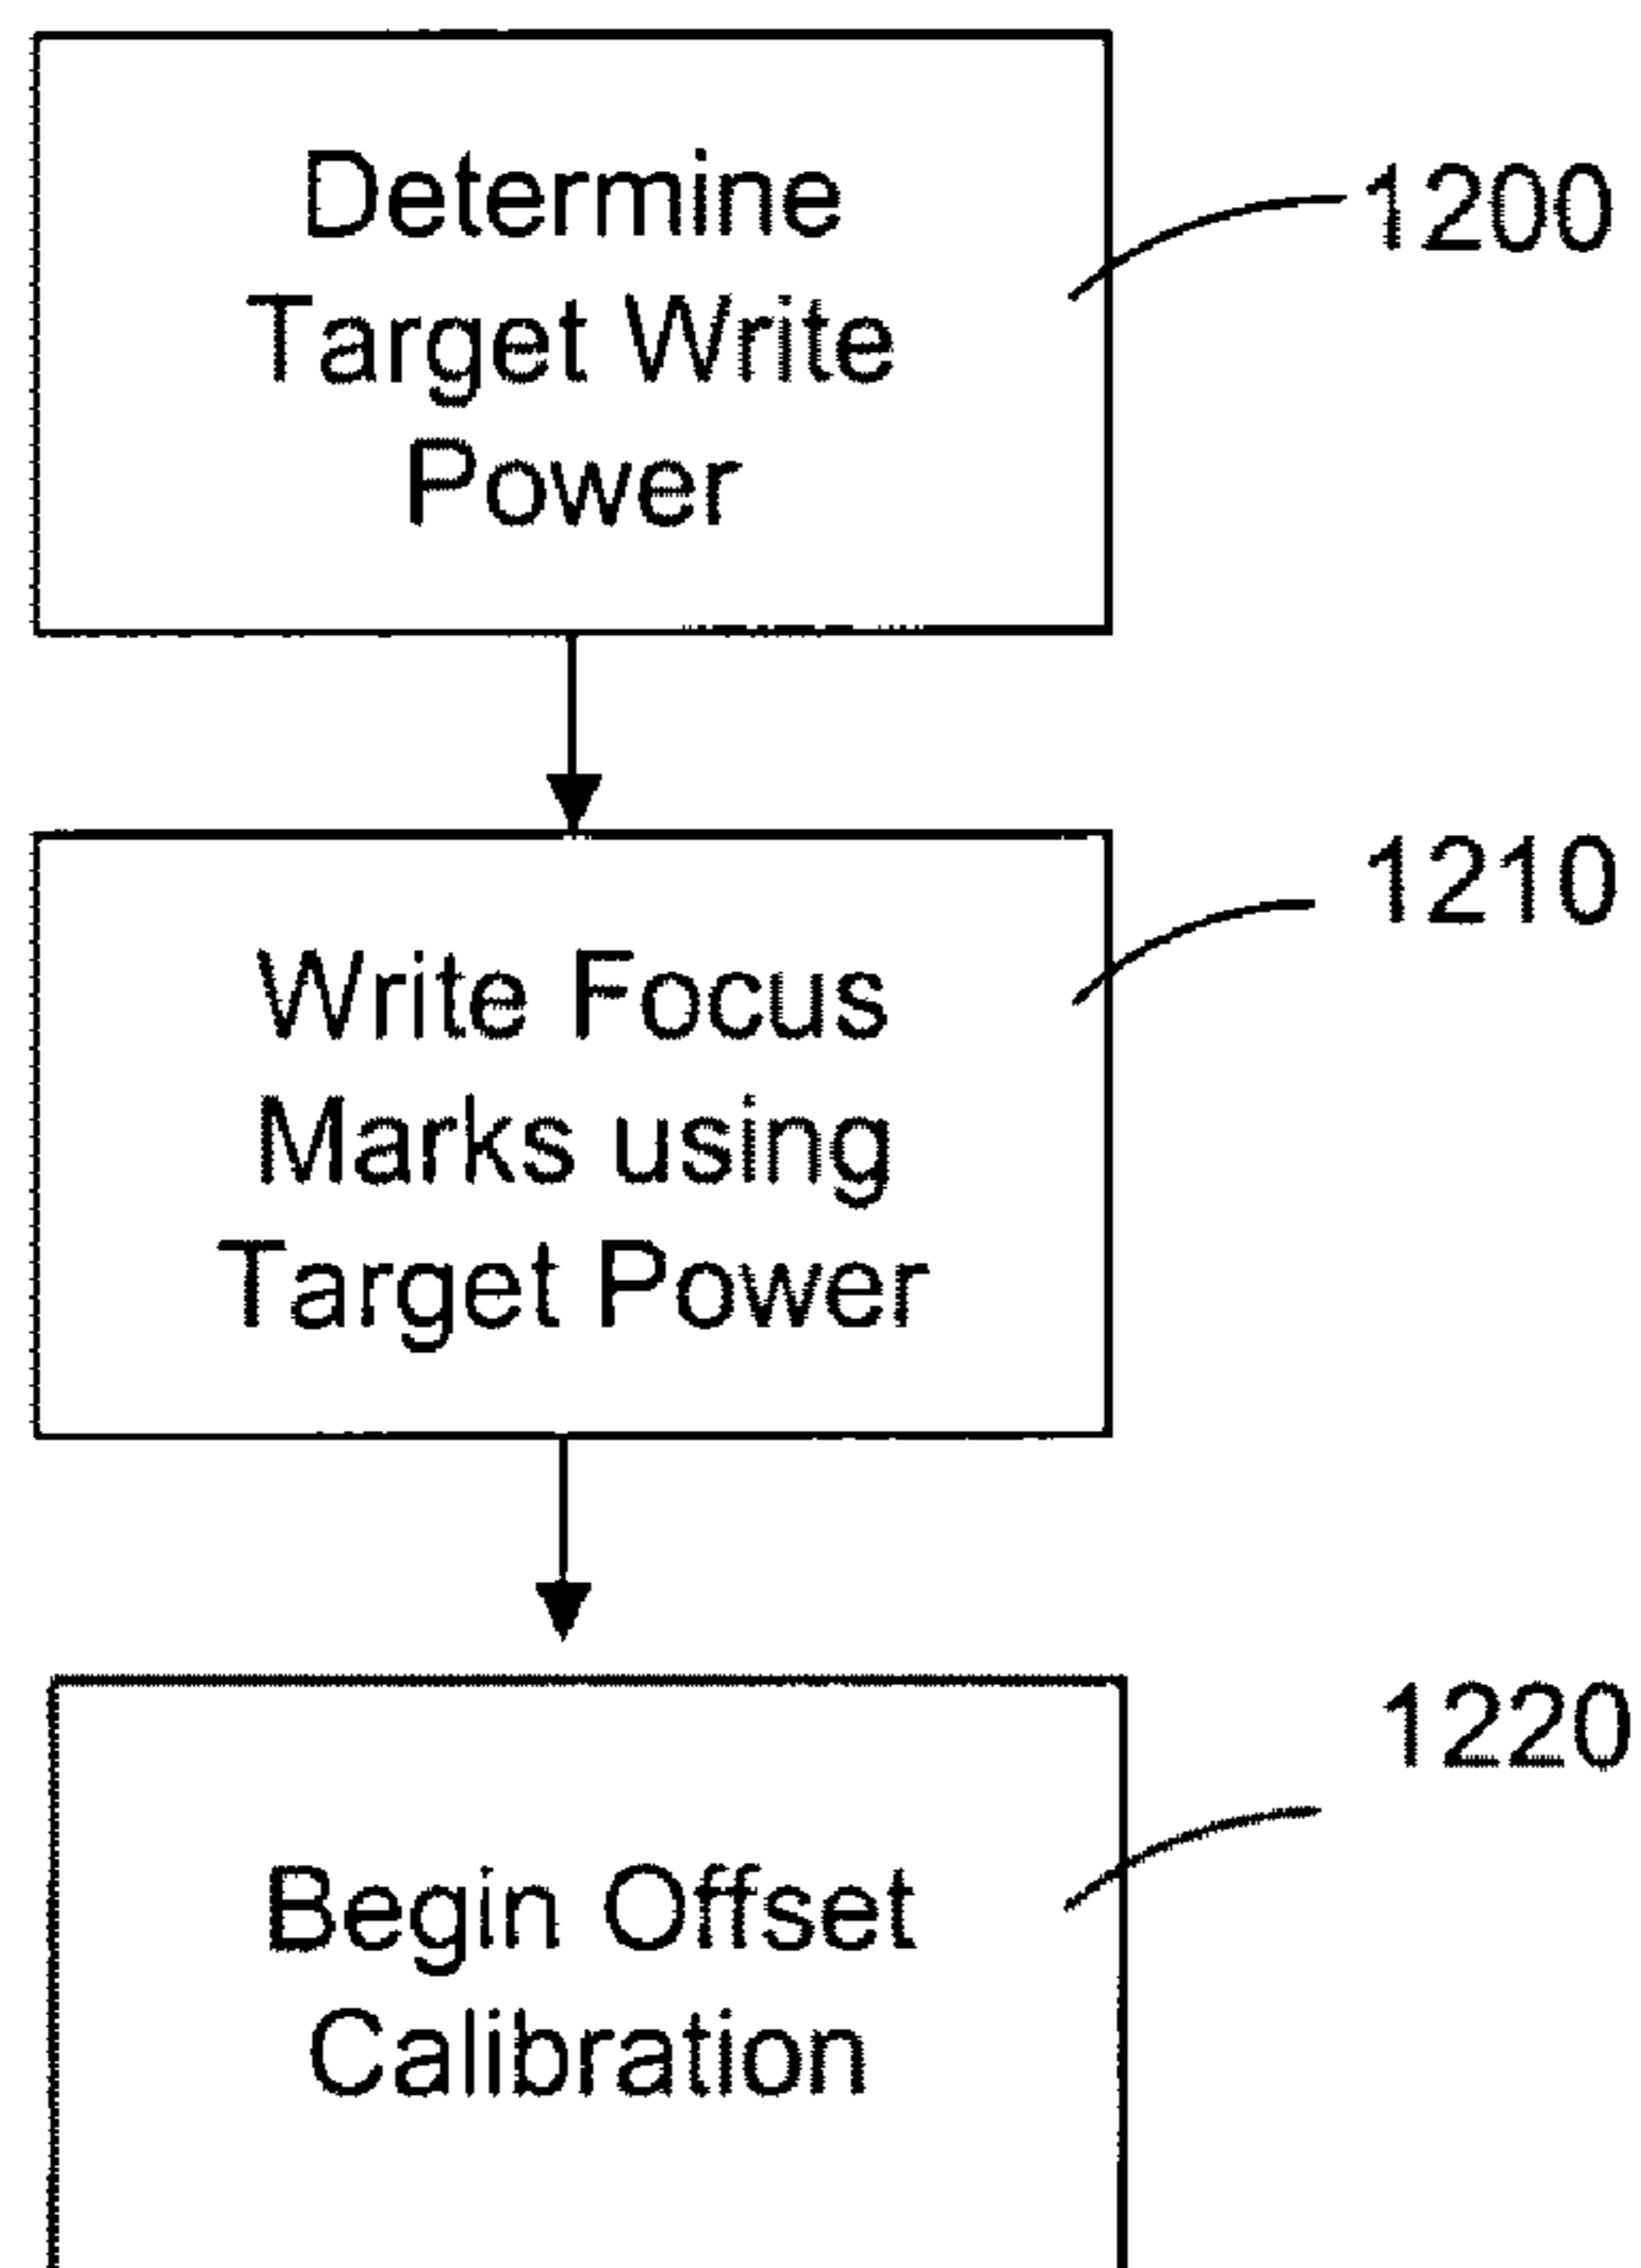 Determine
Target Write
Power
1200
Write Focus
Marks using
Target Power
1210
Begin Offset
Calibration
1220